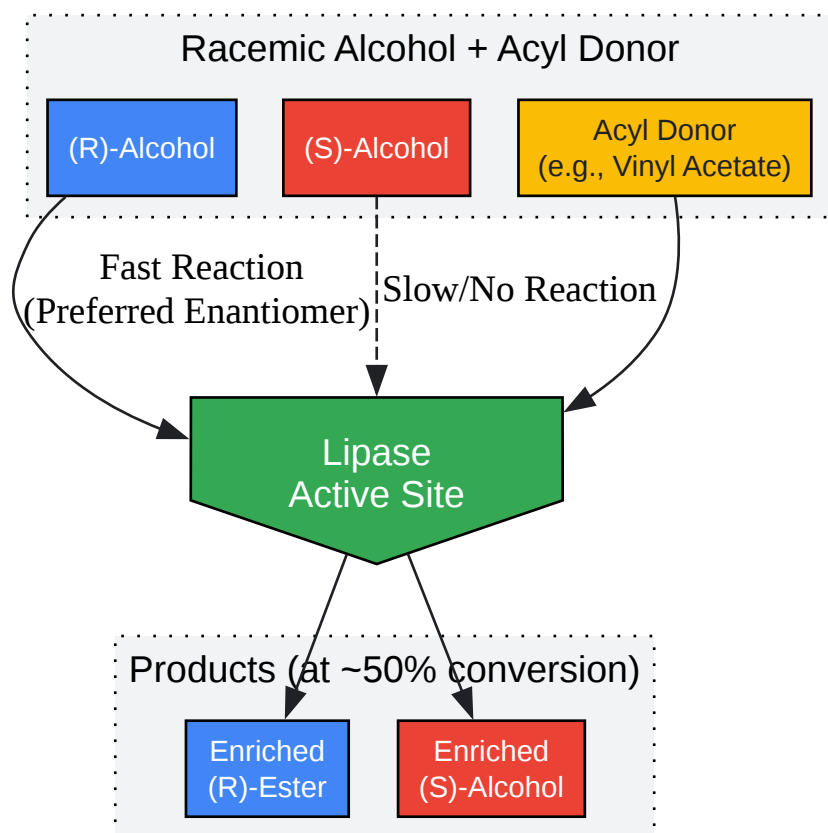 Racemic Alcohol + Acyl Donor
(R)-Alcohol
(S)-Alcohol
Acyl Donor
(e.g., Vinyl Acetate)
Fast Reaction
(Preferred Enantiomer)
Slow/No Reaction
Lipase
Active Site
Products (at ~50% conversion)
Enriched
(R)-Ester
Enriched
(S)-Alcohol